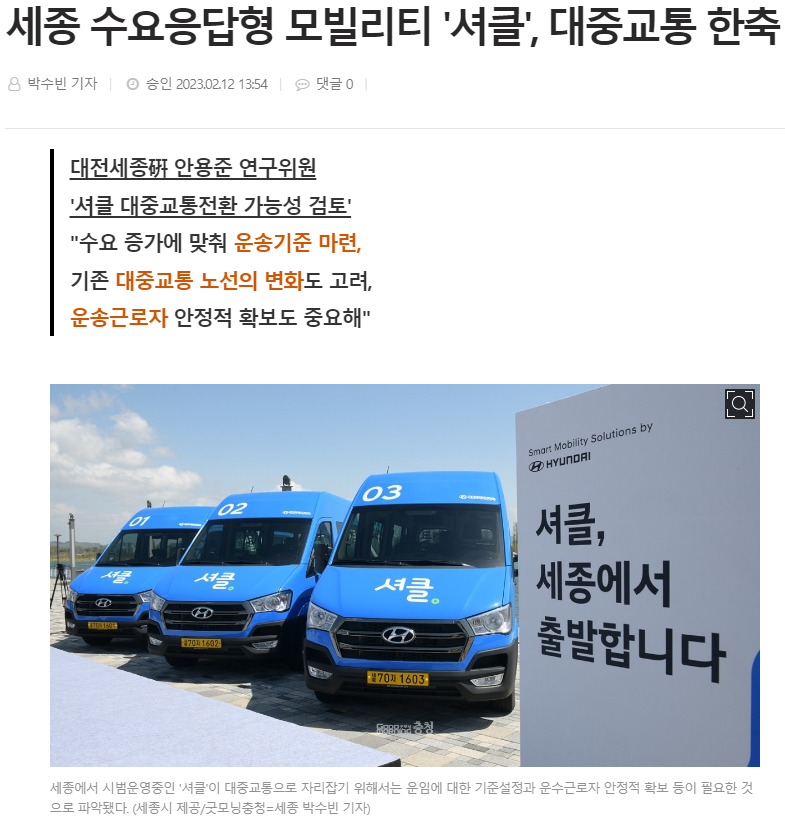 세종 수요응답형 모빌리티 '셔클', 대중교통 한축
박수빈 기자
승인 2023.02.12 13:54
댓글 0
대전세종硏 안용준 연구위원
'셔클 대중교통전환 가능성 검토'
"수요 증가에 맞춰 운송기준 마련,
기존 대중교통 노선의 변화도 고려,
운송근로자 안정적 확보도 중요해"
01
셔클
02
셔클
70자 1602
03
셔클
70자 1603
Smart Mobility Solutions by
HYUNDAI
셔클,
세종에서
출발합니다
충청
세종에서 시범운영중인 '셔클'이 대중교통으로 자리잡기 위해서는 운임에 대한 기준설정과 운수근로자 안정적 확보 등이 필요한 것
으로 파악됐다. (세종시 제공/굿모닝충청=세종 박수빈 기자)